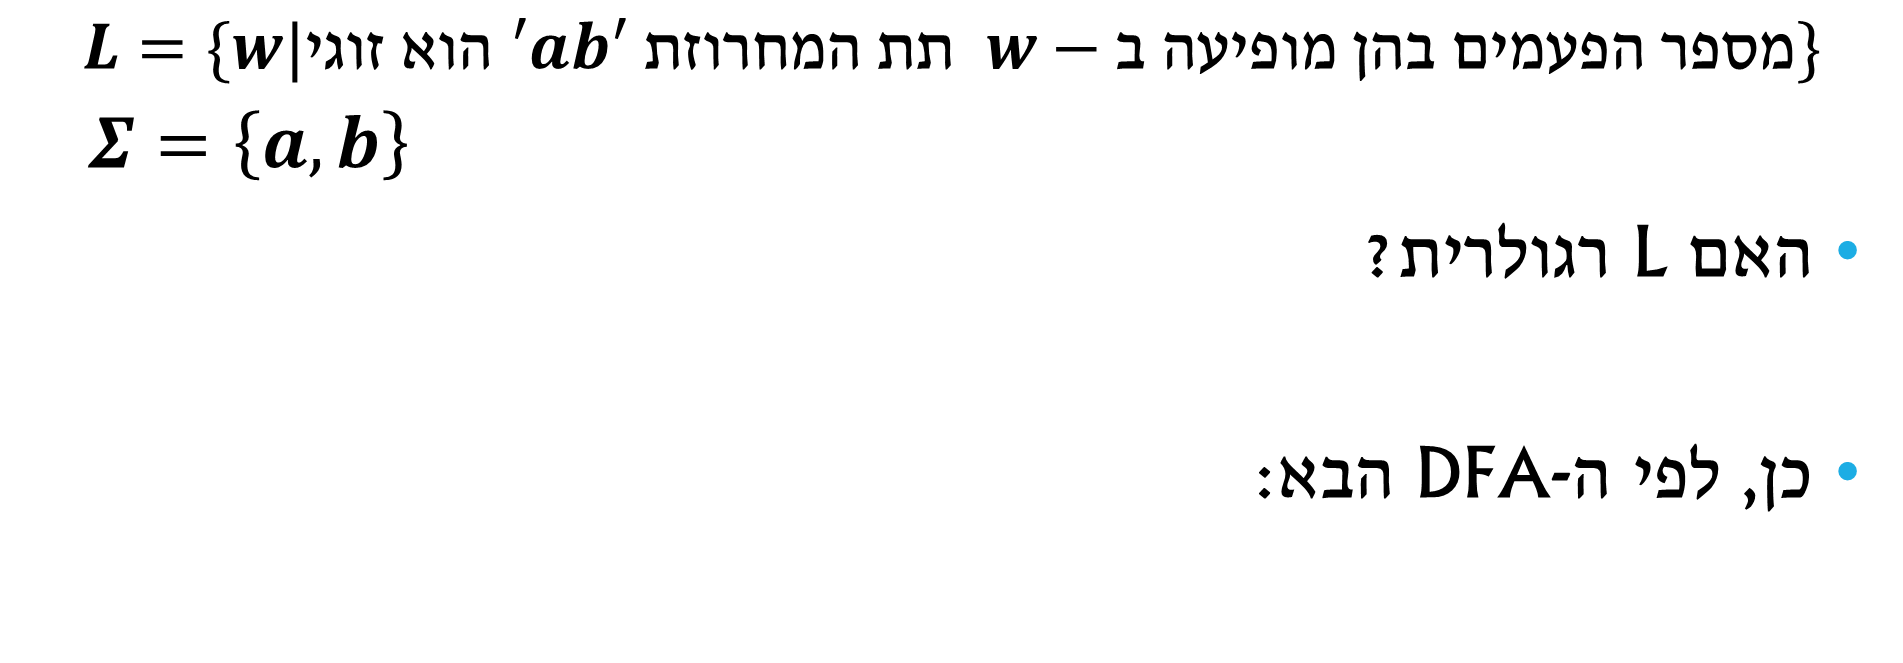 L = {w|מספר הפעמים בהן מופיעה ב – w תת המחרוזת 'ab' הוא זוגי}
Σ = {a, b}
• האם L רגולרית?
• כן, לפי ה-DFA הבא: